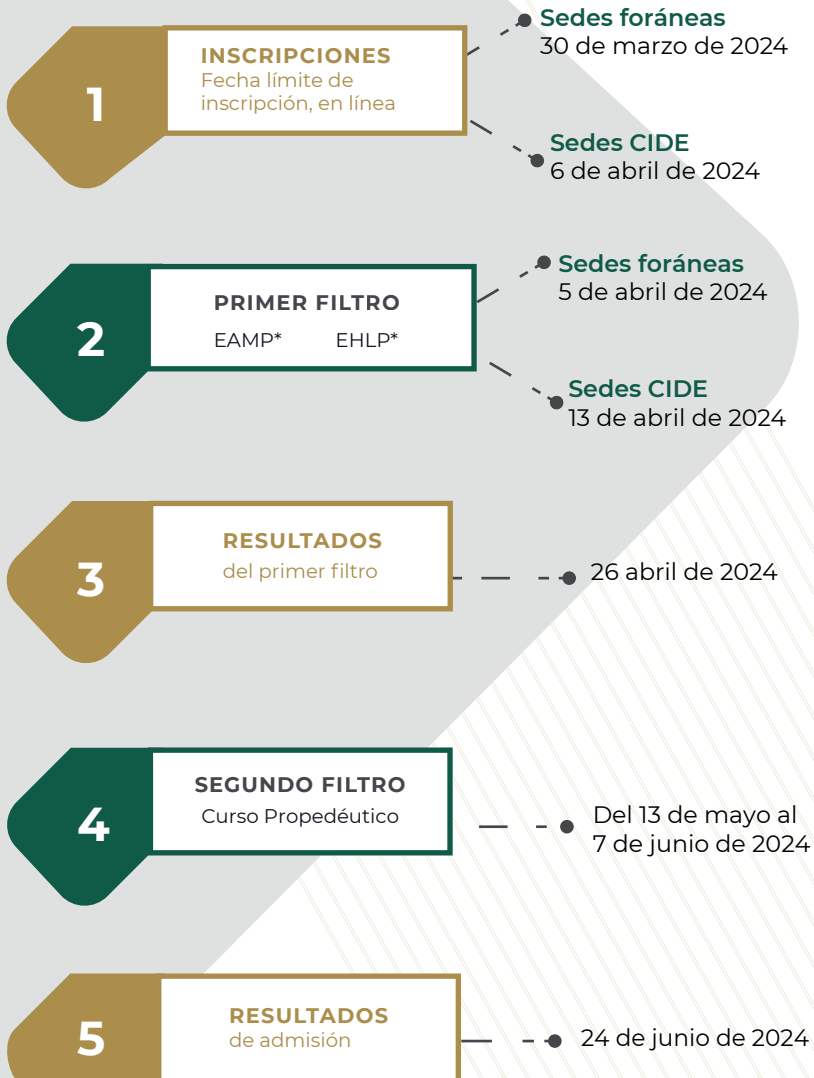 1
INSCRIPCIONES
Fecha límite de
inscripción, en línea
Sedes foráneas
30 de marzo de 2024
Sedes CIDE
6 de abril de 2024
2
PRIMER FILTRO
EAMP* EHLP*
Sedes foráneas
5 de abril de 2024
Sedes CIDE
13 de abril de 2024
3
RESULTADOS
del primer filtro
26 abril de 2024
4
SEGUNDO FILTRO
Curso Propedéutico
Del 13 de mayo al
7 de junio de 2024
5
RESULTADOS
de admisión
24 de junio de 2024